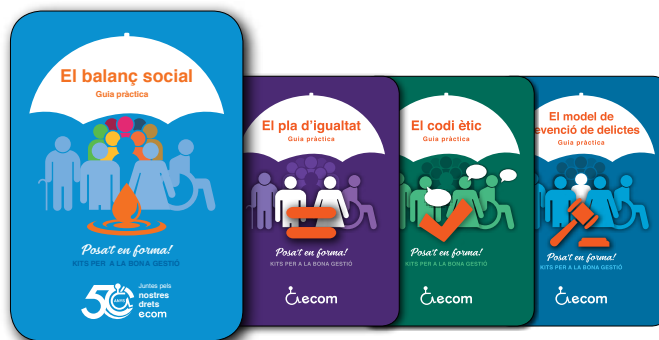 El balanç social
Guia pràctica
Posa't en forma!
KITS PER A LA BONA GESTIÓ
50 ANYS
Juntes pels
nostres
drets
ecom
El pla d'igualtat
Guia pràctica
Posa't en forma!
KITS PER A LA BONA GESTIÓ
ecom
El codi ètic
Guia pràctica
Posa't en forma!
KITS PER A LA BONA GESTIÓ
ecom
El model de
evenció de delictes
Guia pràctica
Posa't en forma!
KITS PER A LA BONA GESTIÓ
ecom